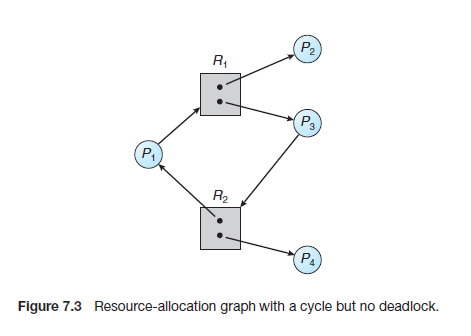 P2
R1
P3
P1
R2
P4
Figure 7.3 Resource-allocation graph with a cycle but no deadlock.